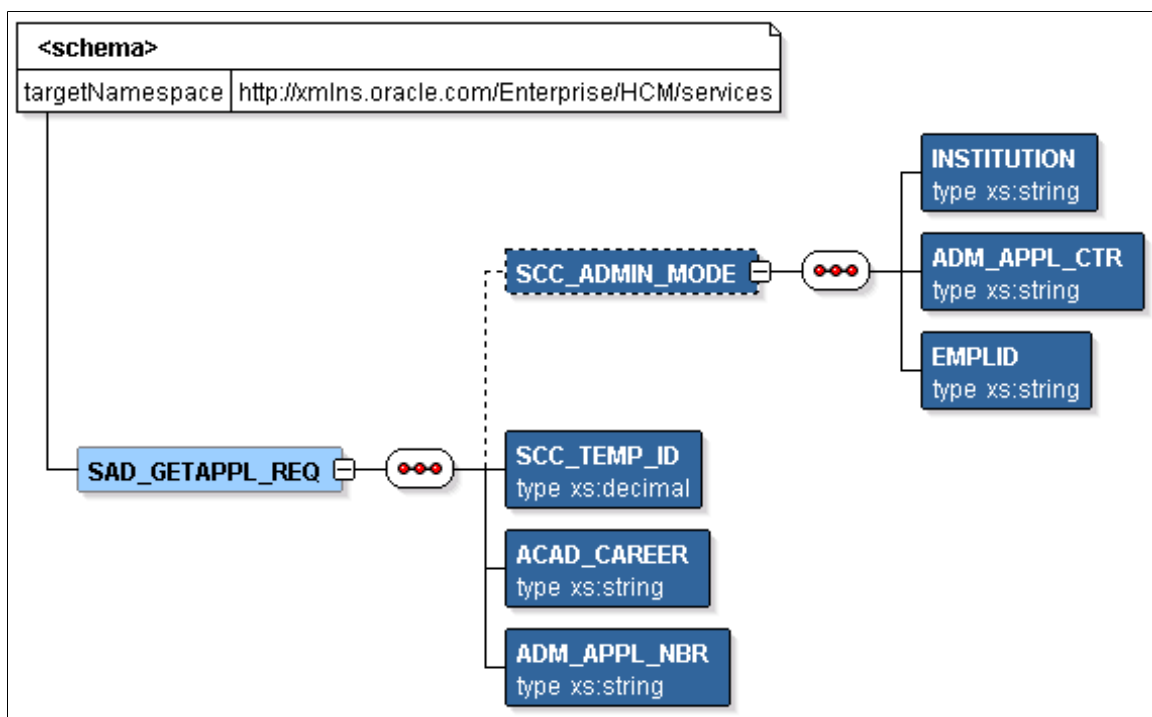 <schema>
targetNamespace http://xmlns.oracle.com/Enterprise/HCM/services
INSTITUTION
type xs:string
SCC_ADMIN_MODE
ADM_APPL_CTR
type xs:string
EMPLID
type xs:string
SAD_GETAPPL_REQ
SCC_TEMP_ID
type xs:decimal
ACAD_CAREER
type xs:string
ADM_APPL_NBR
type xs:string